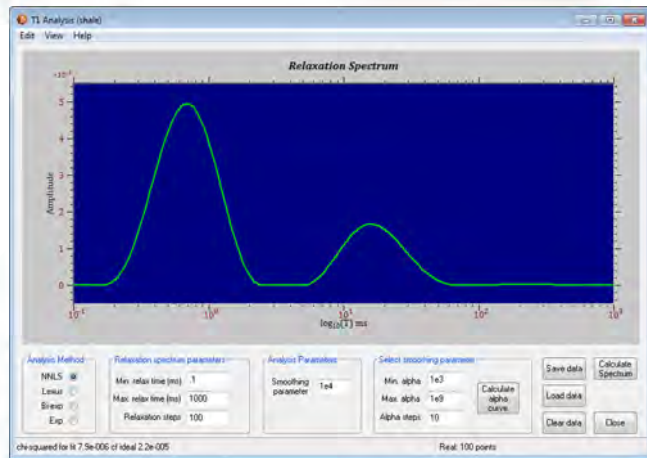 T1 Analysis (shale)
Edit View Help
Relaxation Spectrum
5
4
3
2
1
0
Amplitude
10⁻¹ 10⁰ 10¹ 10² 10³
log₁₀(T) ms
Analysis Method
NNLS
Lexur
Bi-exp
Exp
Relaxation spectrum parameters
Min. relax time (ms) .1
Max. relax time (ms) 1000
Relaxation steps 100
Analysis Parameters
Smoothing parameter 1e4
Select smoothing parameter
Min. alpha 1e3
Max. alpha 1e9
Alpha steps 10
Calculate alpha curve
Save data
Calculate Spectrum
Load data
Clear data
Close
chi-squared for fit 7.9e-006 cf ideal 2.2e-005
Real: 100 points